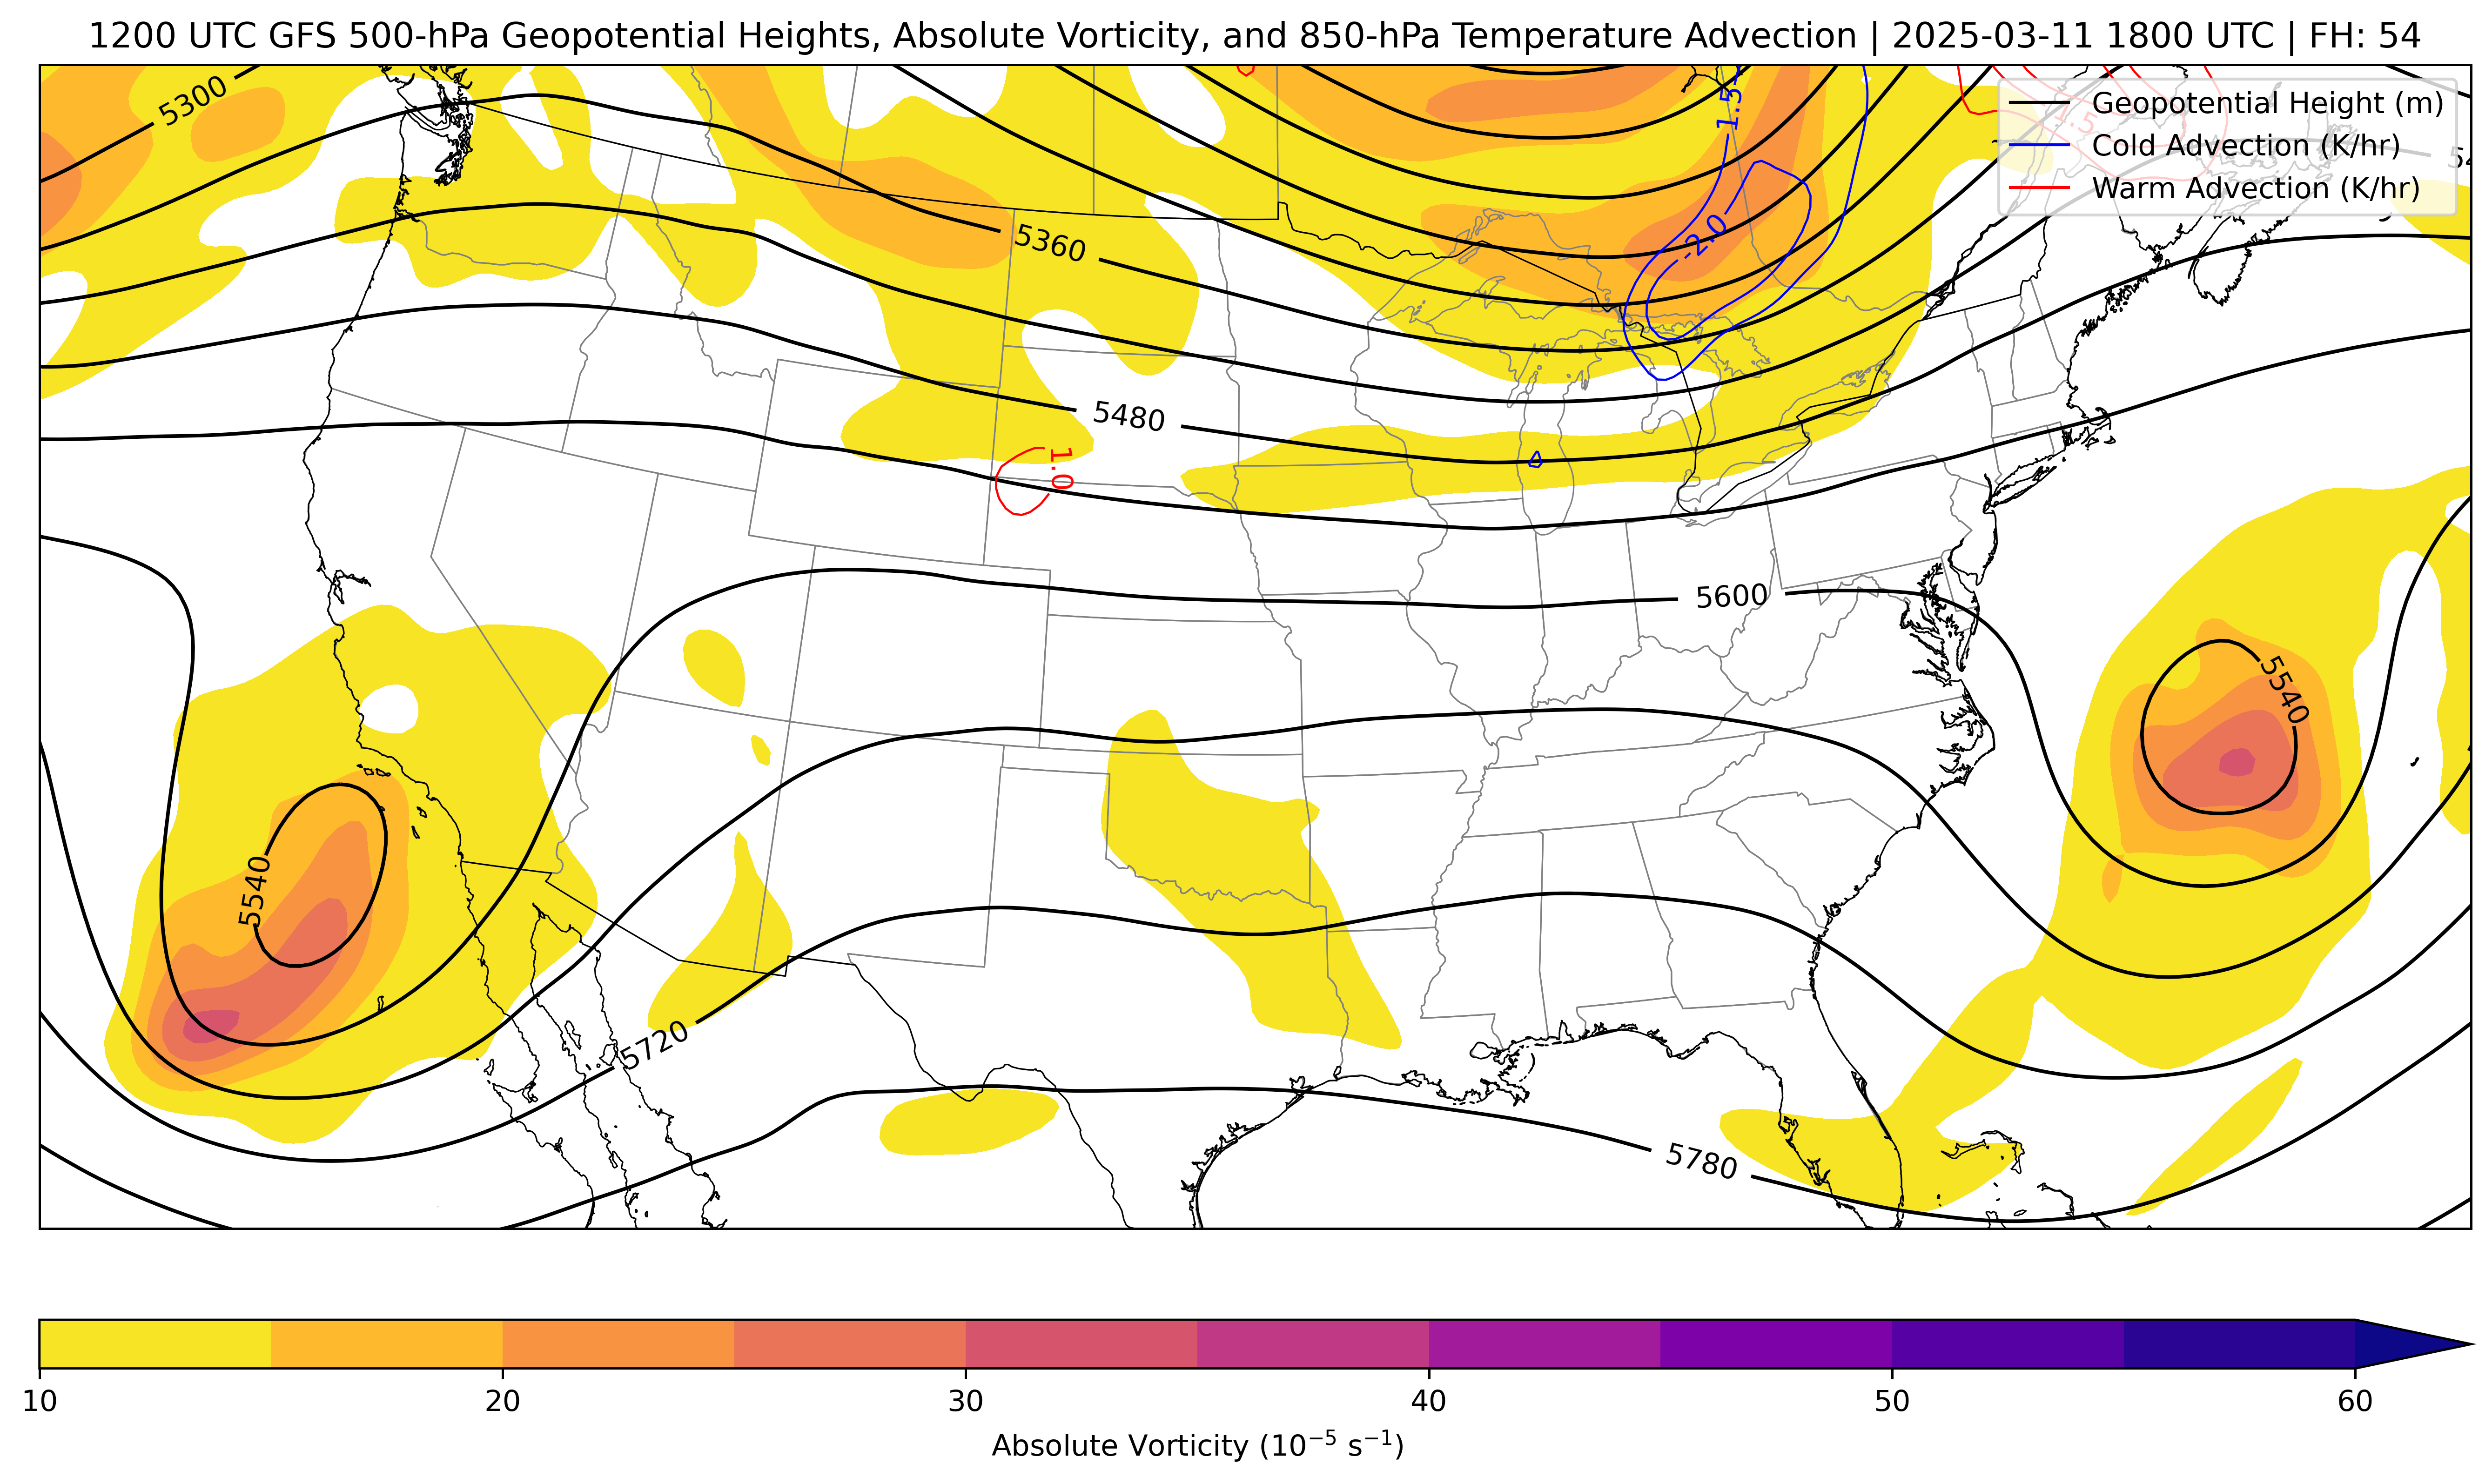 1200 UTC GFS 500-hPa Geopotential Heights, Absolute Vorticity, and 850-hPa Temperature Advection | 2025-03-11 1800 UTC | FH: 54
5300
-1.5
Geopotential Height (m)
Cold Advection (K/hr)
Warm Advection (K/hr)
1.5
5360
-2.0
5480
1.0
5600
5540
5540
5720
5780
10 20 30 40 50 60
Absolute Vorticity (10⁻⁵ s⁻¹)